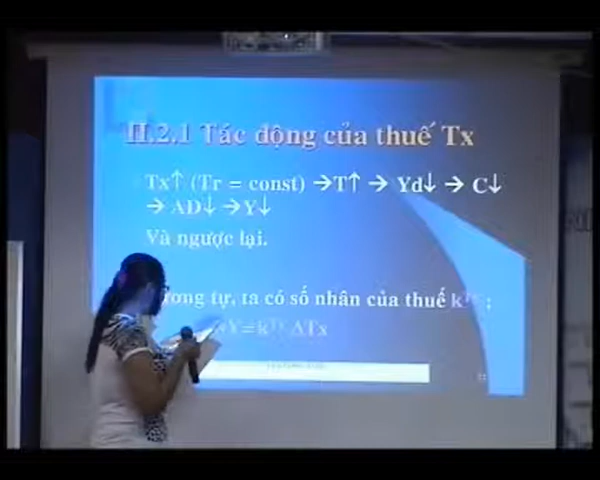 II.2.1 Tác động của thuế Tx
Tx↑ (Tr = const) →T↑ → Yd↓ → C↓
→ AD↓ →Y↓
Và ngược lại.
ương tự, ta có số nhân của thuế